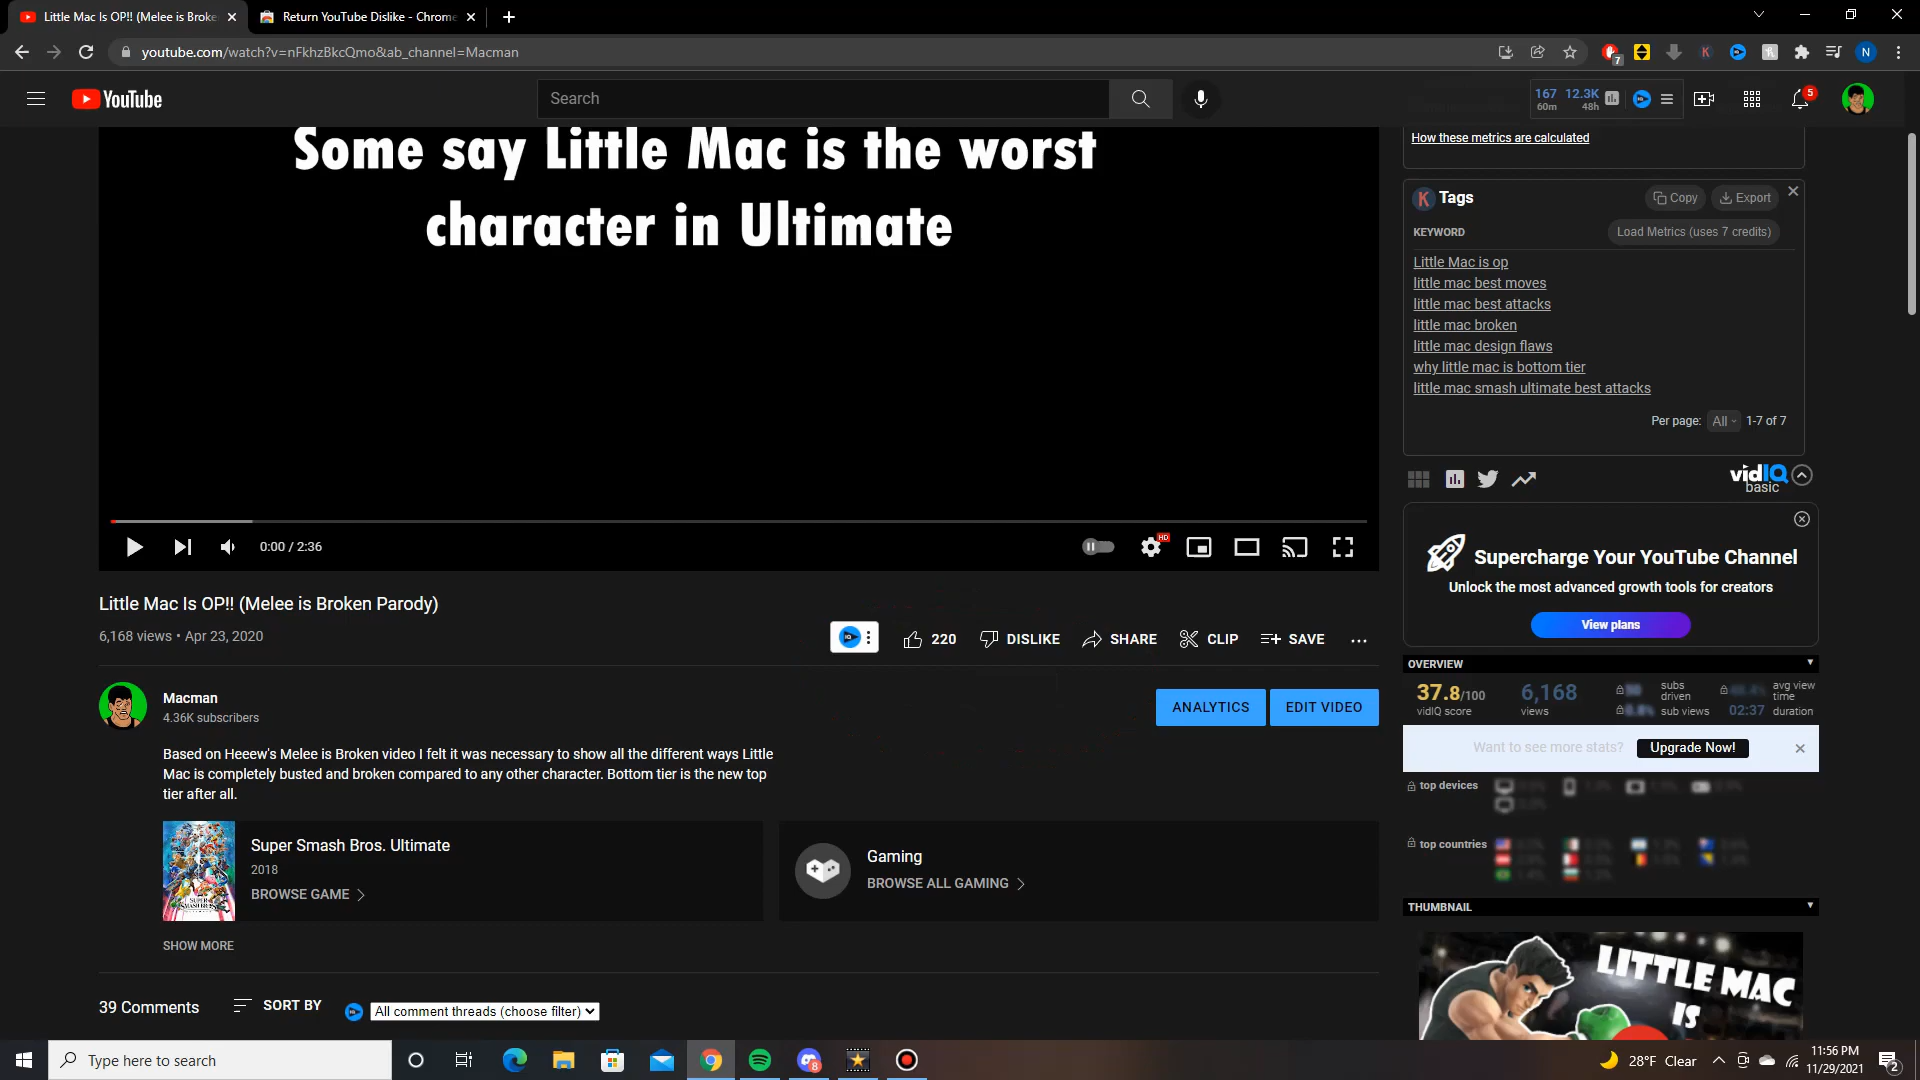 Little Mac Is OP!! (Melee is Broke
Return YouTube Dislike - Chrome
youtube.com/watch?v=nFkhzBkcQmo&ab_channel=Macman
7
N
YouTube
Search
167
60m
12.3K
48h
5
Some say Little Mac is the worst
character in Ultimate
0:00 / 2:36
HD
Little Mac Is OP!! (Melee is Broken Parody)
6,168 views • Apr 23, 2020
220
DISLIKE
SHARE
CLIP
SAVE
Macman
4.36K subscribers
ANALYTICS
EDIT VIDEO
Based on Heeew's Melee is Broken video I felt it was necessary to show all the different ways Little
Mac is completely busted and broken compared to any other character. Bottom tier is the new top
tier after all.
Super Smash Bros. Ultimate
2018
BROWSE GAME
Gaming
BROWSE ALL GAMING
SHOW MORE
39 Comments
SORT BY
All comment threads (choose filter)
How these metrics are calculated
K Tags
Copy
Export
KEYWORD
Load Metrics (uses 7 credits)
Little Mac is op
little mac best moves
little mac best attacks
little mac broken
little mac design flaws
why little mac is bottom tier
little mac smash ultimate best attacks
Per page: All 1-7 of 7
vidIQ
basic
Supercharge Your YouTube Channel
Unlock the most advanced growth tools for creators
View plans
OVERVIEW
37.8/100
vidIQ score
6,168
views
subs
driven
sub views
avg view
time
02:37 duration
Want to see more stats?
Upgrade Now!
top devices
top countries
THUMBNAIL
LITTLE MAC
IS
Type here to search
8
28°F Clear
11:56 PM
11/29/2021
2